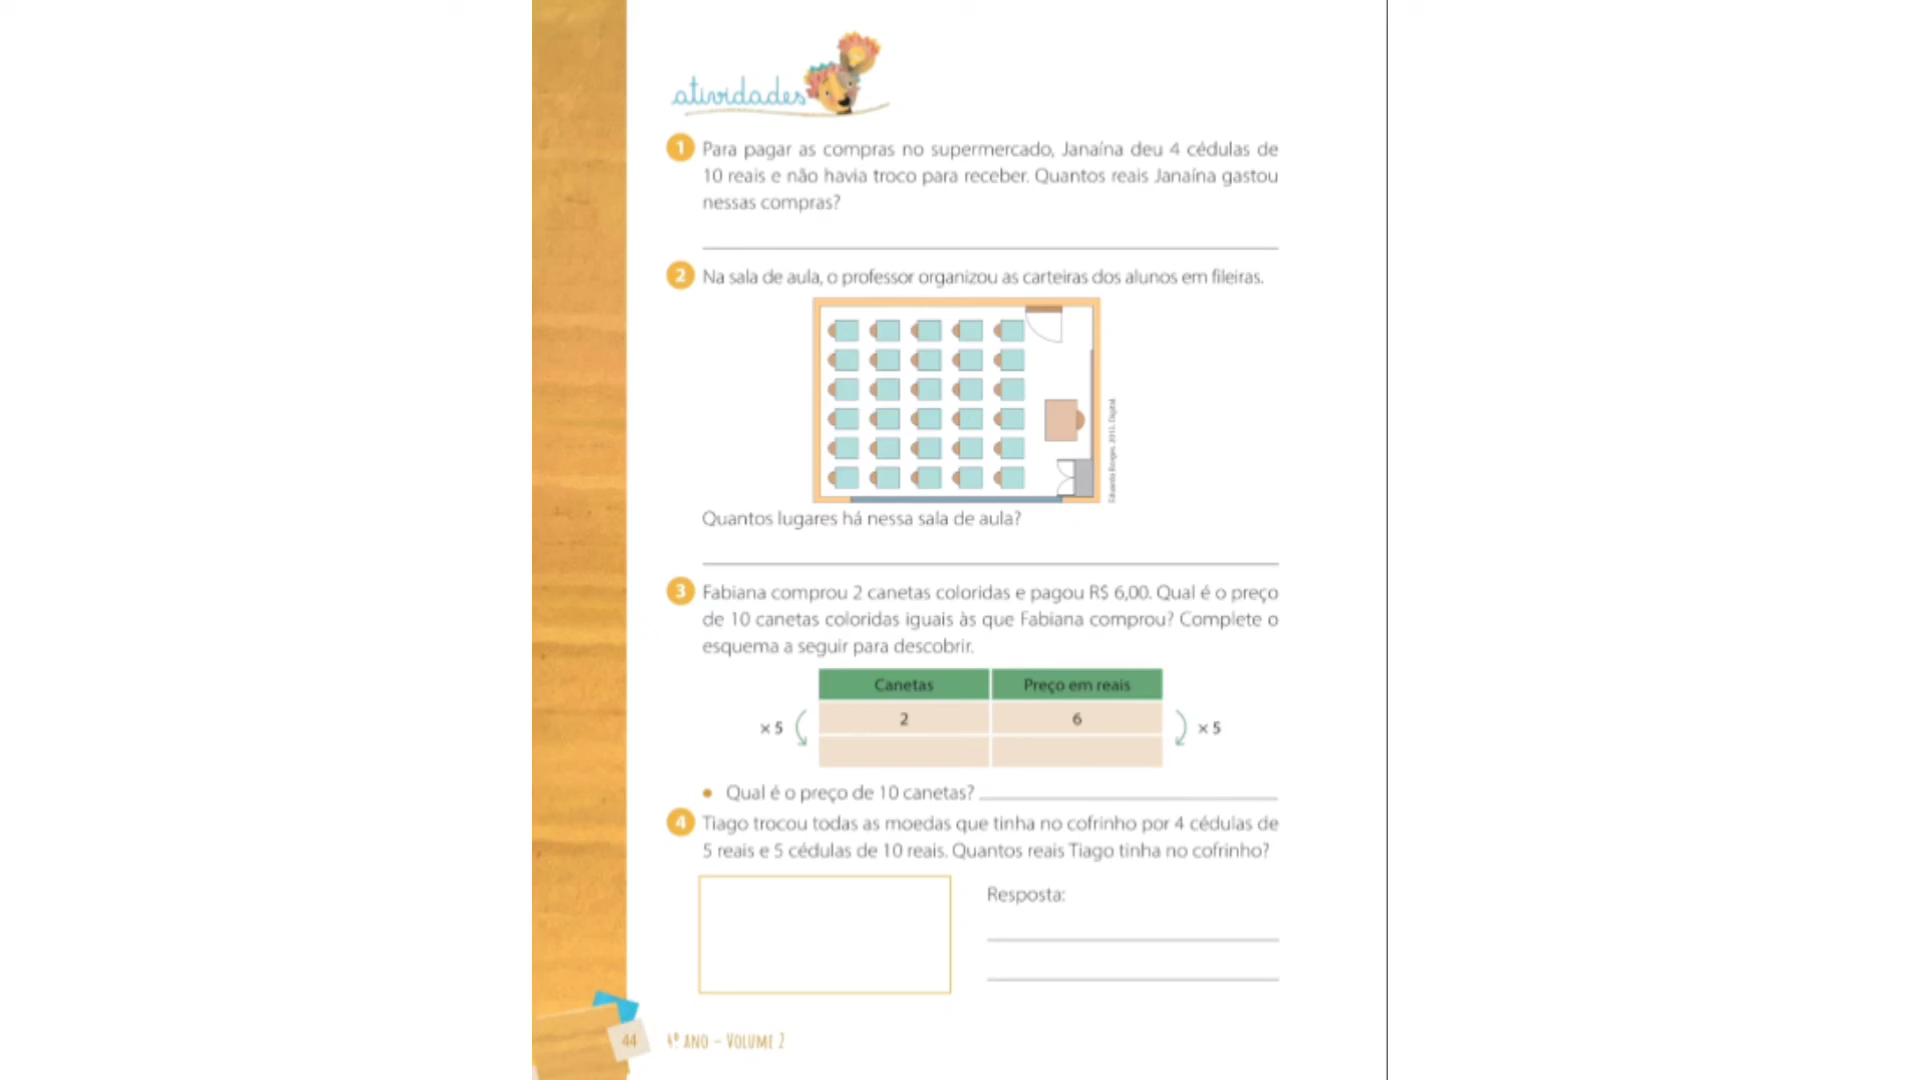 atividades
1 Para pagar as compras no supermercado, Janaína deu 4 cédulas de
10 reais e não havia troco para receber. Quantos reais Janaína gastou
nessas compras?
2 Na sala de aula, o professor organizou as carteiras dos alunos em fileiras.
Eduardo Borges. 2015. Digital.
Quantos lugares há nessa sala de aula?
3 Fabiana comprou 2 canetas coloridas e pagou R$ 6,00. Qual é o preço
de 10 canetas coloridas iguais às que Fabiana comprou? Complete o
esquema a seguir para descobrir.
Canetas Preço em reais
× 5 2 6 × 5
• Qual é o preço de 10 canetas?
4 Tiago trocou todas as moedas que tinha no cofrinho por 4 cédulas de
5 reais e 5 cédulas de 10 reais. Quantos reais Tiago tinha no cofrinho?
Resposta:
44 4º ANO – VOLUME 2